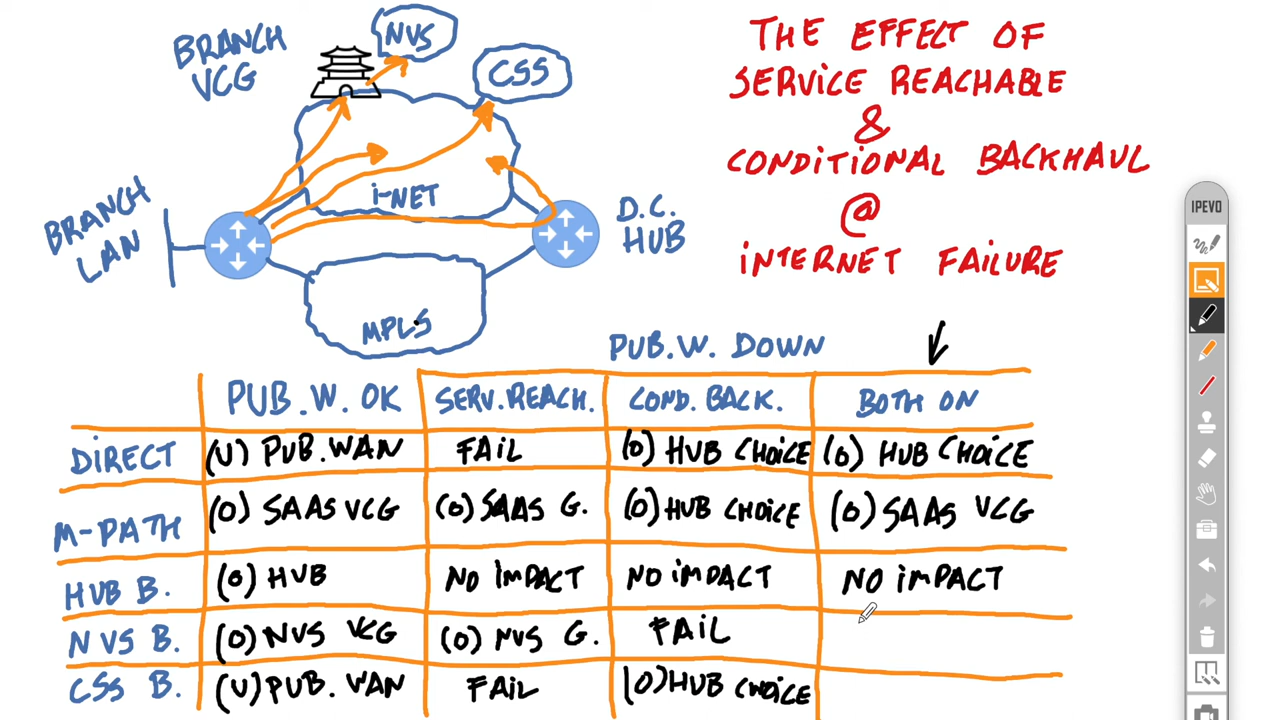 BRANCH
VCG
NVS
CSS
THE EFFECT OF
SERVICE REACHABLE
&
CONDITIONAL BACKHAUL
@
iNTERNET FAILURE
BRANCH
LAN
i-NET
D.C.
HUB
MPLS
IPEVO
PUB.W. DOWN
PUB.W.OK SERV.REACH. COND.BACK. BOTH ON
DiRECT (U) PUB.WAN FAiL (O) HUB CHOiCE (O) HUB CHOiCE
M-PATH (O) SAAS VCG (O) SAAS G. (O) HUB CHOiCE (O) SAAS VCG
HUB B. (O) HUB NO iMPACT NO iMPACT NO iMPACT
NVS B. (O) NVS VCG (O) NVS G. FAiL
CSS B. (U) PUB. WAN FAiL (O) HUB CHOiCE